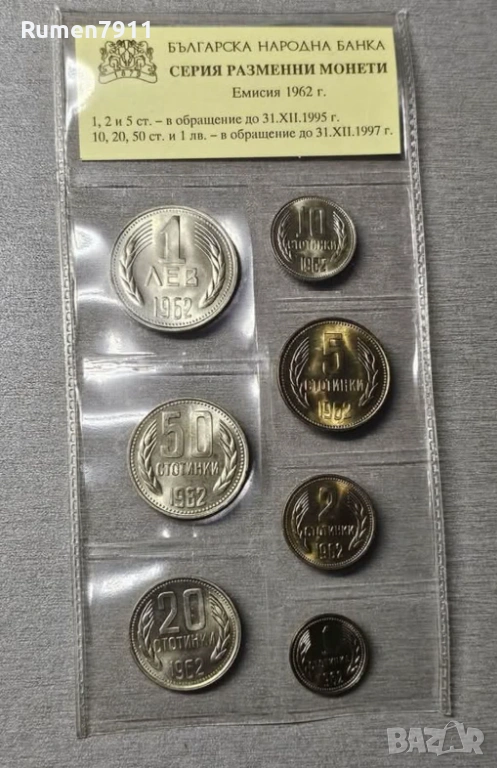 Rumen7911
БЪЛГАРСКА НАРОДНА БАНКА
СЕРИЯ РАЗМЕННИ МОНЕТИ
Емисия 1962 г.
1, 2 и 5 ст. – в обращение до 31.XII.1995 г.
10, 20, 50 ст. и 1 лв. – в обращение до 31.XII.1997 г.
1
ЛЕВ
1962
10
СТОТИНКИ
1962
5
СТОТИНКИ
1962
50
СТОТИНКИ
1962
2
СТОТИНКИ
1962
20
СТОТИНКИ
1962
1
СТОТИНКА
1962
BAZAR.bg